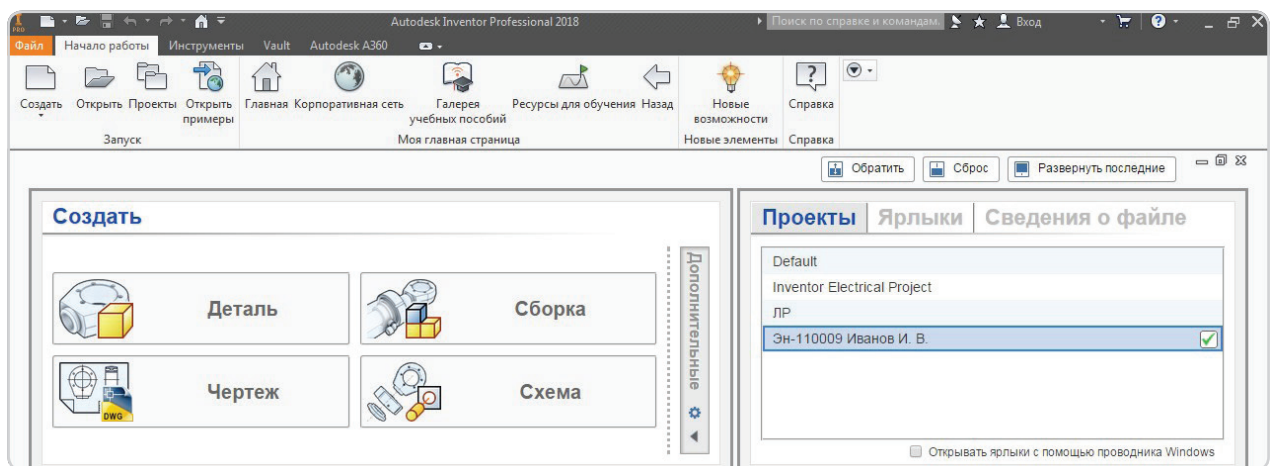 PRO
Autodesk Inventor Professional 2018
Поиск по справке и командам.
Вход
Файл Начало работы Инструменты Vault Autodesk A360
Создать Открыть Проекты Открыть примеры Главная Корпоративная сеть Галерея учебных пособий Ресурсы для обучения Назад Новые возможности Справка
Запуск Моя главная страница Новые элементы Справка
Обратить Сброс Развернуть последние
Создать
Деталь Сборка
DWG
Чертеж Схема
Дополнительные
Проекты Ярлыки Сведения о файле
Default
Inventor Electrical Project
ЛР
Эн-110009 Иванов И. В.
Открывать ярлыки с помощью проводника Windows